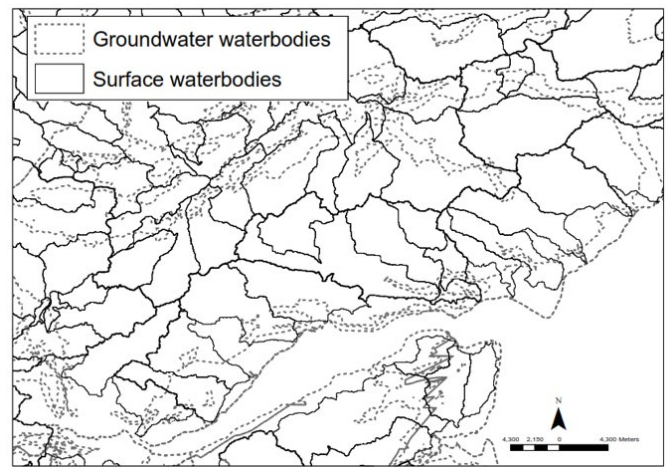 Groundwater waterbodies
Surface waterbodies
N
4,300 2,150 0 4,300 Meters